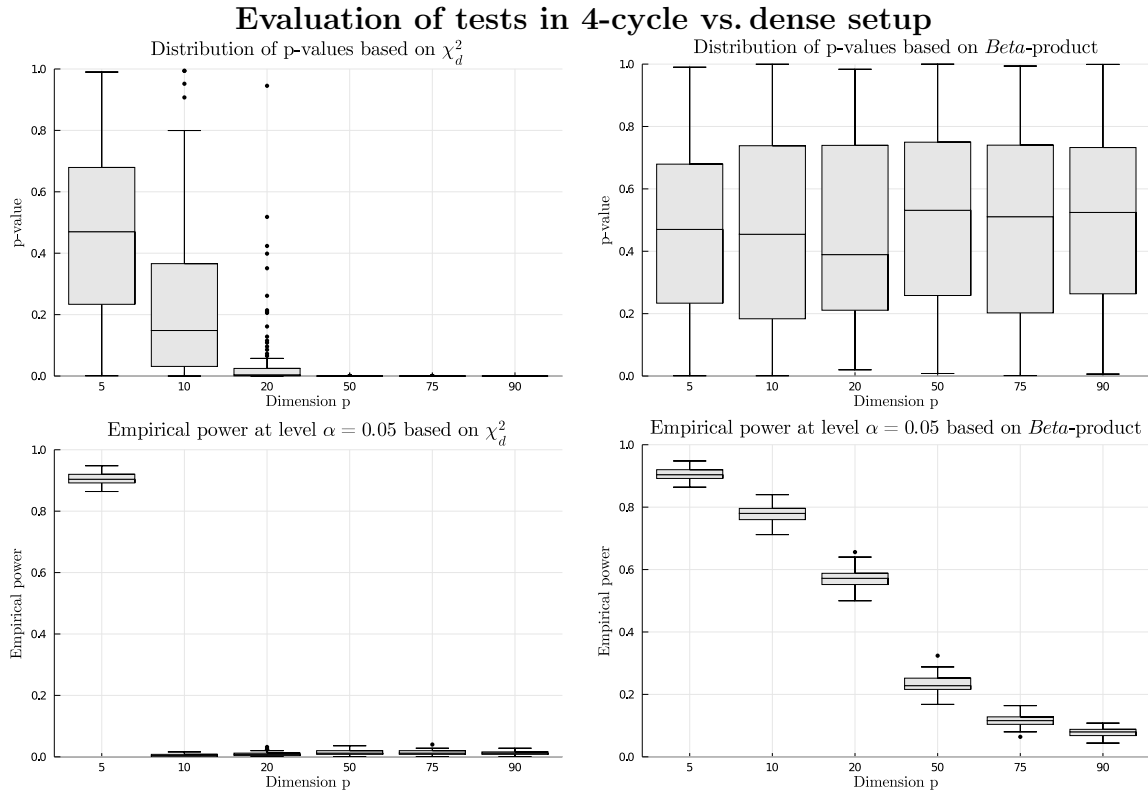 Evaluation of tests in 4-cycle vs. dense setup
Distribution of p-values based on χ²_d
1.0
0.8
0.6
0.4
0.2
0.0
p-value
5 10 20 50 75 90
Dimension p
Distribution of p-values based on Beta-product
1.0
0.8
0.6
0.4
0.2
0.0
p-value
5 10 20 50 75 90
Dimension p
Empirical power at level α = 0.05 based on χ²_d
1.0
0.8
0.6
0.4
0.2
0.0
Empirical power
5 10 20 50 75 90
Dimension p
Empirical power at level α = 0.05 based on Beta-product
1.0
0.8
0.6
0.4
0.2
0.0
Empirical power
5 10 20 50 75 90
Dimension p